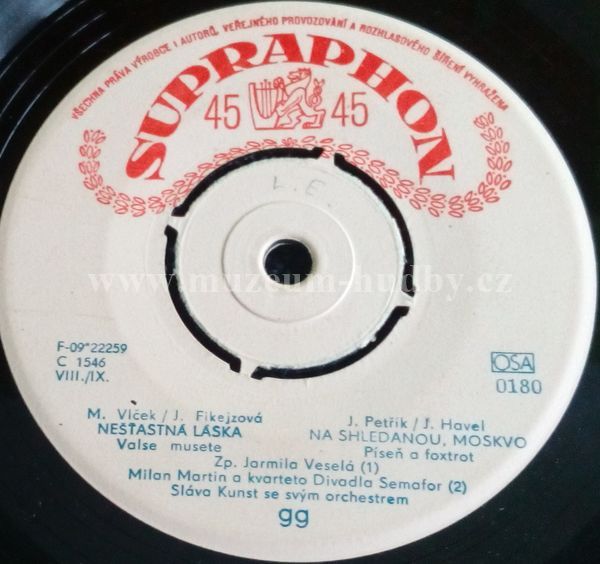 VŠECHNA PRÁVA VÝROBCE I AUTORŮ, VEŘEJNÉHO PROVOZOVÁNÍ A ROZHLASOVÉHO ŠÍŘENÍ VYHRAŽENA
SUPRAPHON
45 45
L. E.
www.muzeum-hudby.cz
F-09*22259
C 1546
VIII./IX.
OSA
0180
M. Vlček/J. Fikejzová
NEŠŤASTNÁ LÁSKA
Valse musete
J. Petřík/J. Havel
NA SHLEDANOU, MOSKVO
Píseň a foxtrot
Zp. Jarmila Veselá (1)
Milan Martin a kvarteto Divadla Semafor (2)
Sláva Kunst se svým orchestrem
gg